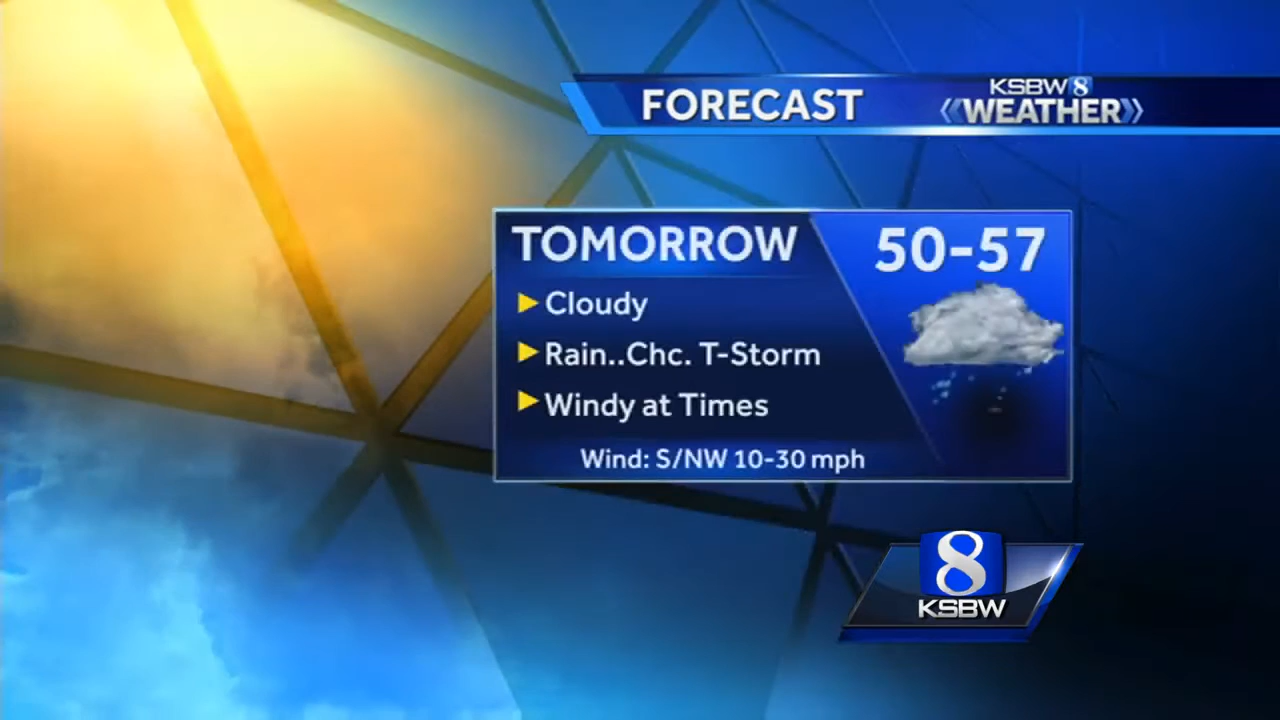 FORECAST
KSBW 8
WEATHER
TOMORROW
50-57
Cloudy
Rain..Chc. T-Storm
Windy at Times
Wind: S/NW 10-30 mph
8
KSBW